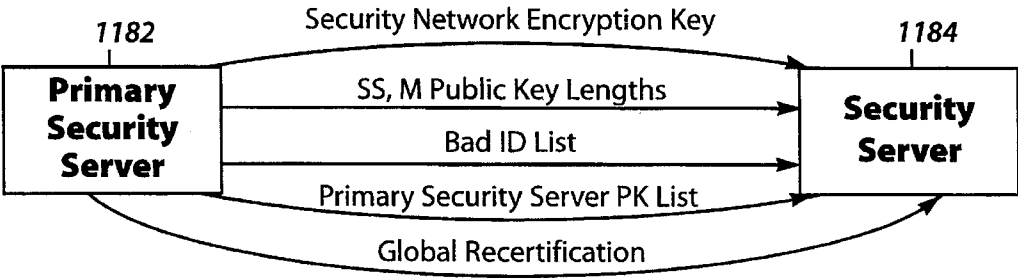 Security Network Encryption Key
1182
1184
Primary
Security
Server
SS, M Public Key Lengths
Bad ID List
Primary Security Server PK List
Global Recertification
Security
Server